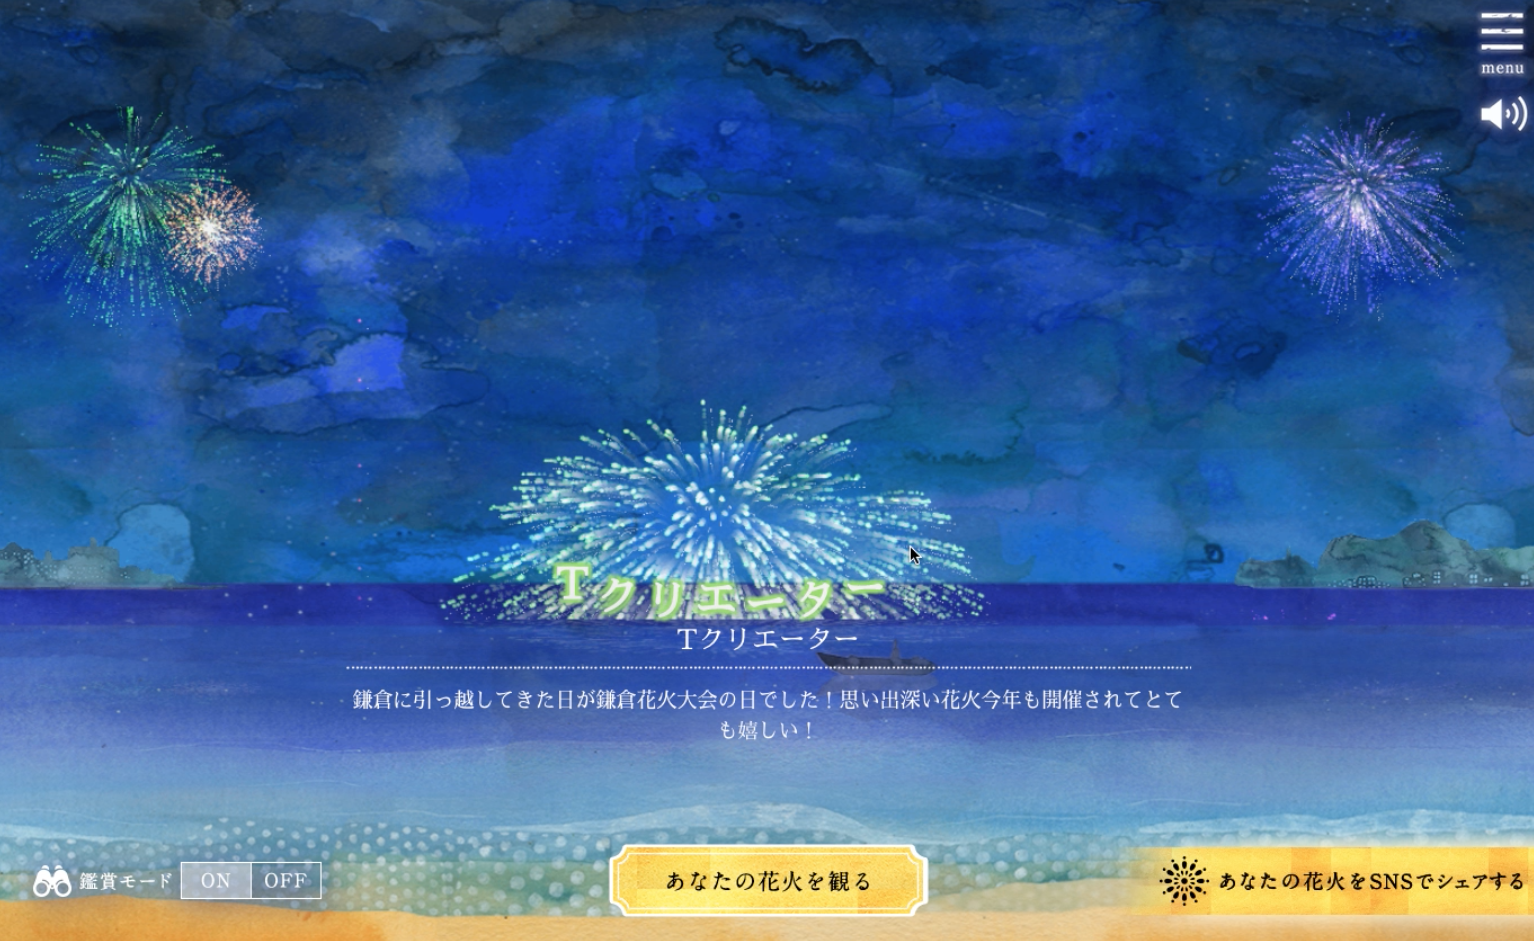 menu
Tクリエーター
Tクリエーター
鎌倉に引っ越してきた日が鎌倉花火大会の日でした！思い出深い花火今年も開催されてとて
も嬉しい！
鑑賞モード ON OFF
あなたの花火を観る
あなたの花火をSNSでシェアする